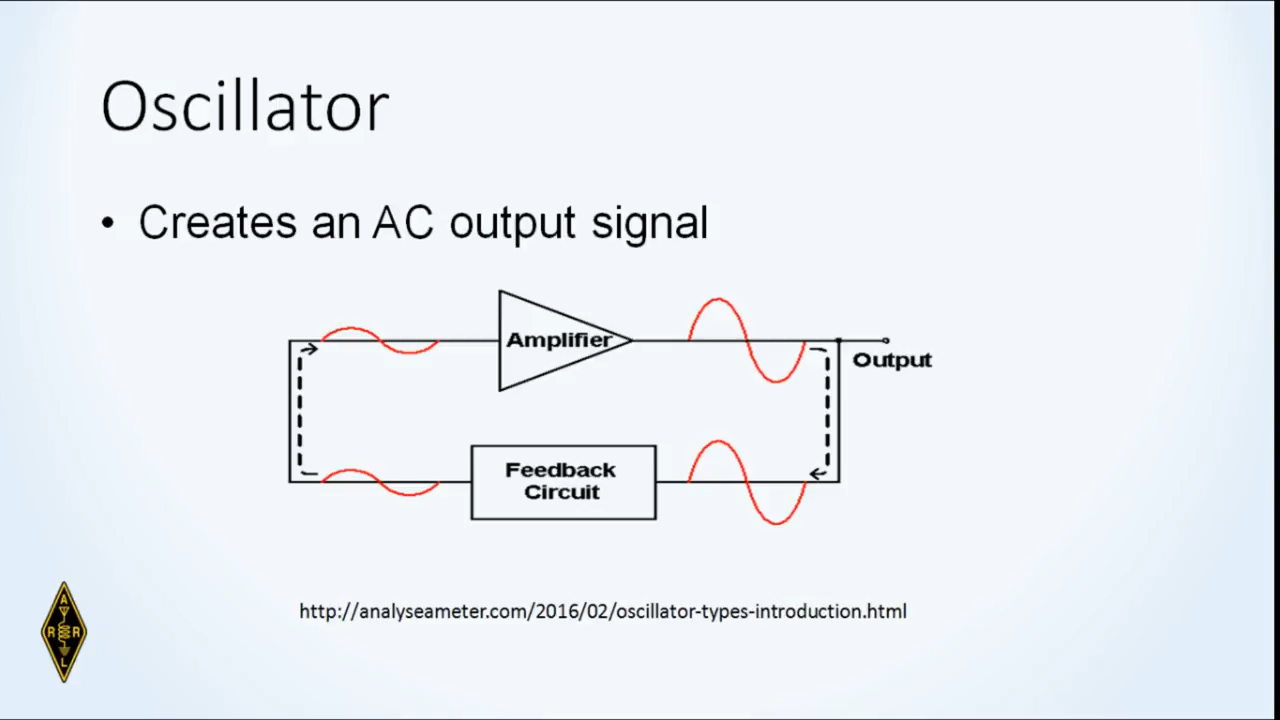 Oscillator
• Creates an AC output signal
Amplifier
Output
Feedback
Circuit
http://analyseameter.com/2016/02/oscillator-types-introduction.html
A
R R
L